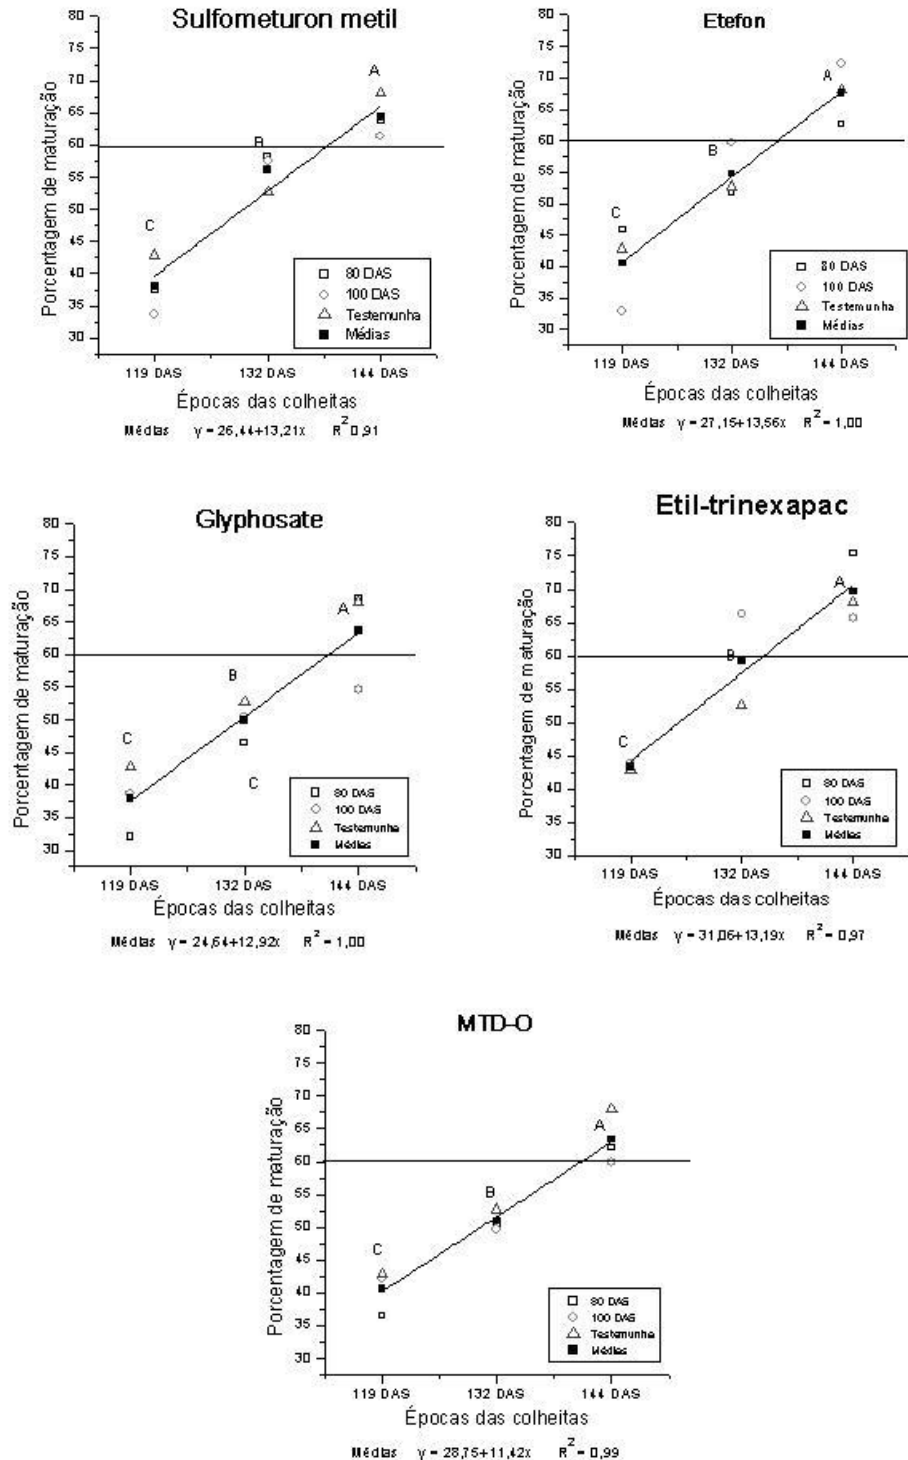 Sulfometuron metil
Porcentagem de maturação
80
75
70
65
60
55
50
45
40
35
30
A
B
C
80 DAS
100 DAS
Testemunha
Médias
119 DAS 132 DAS 144 DAS
Épocas das colheitas
Médias y = 26,44+13,21x R² 0,91
Etefon
Porcentagem de maturação
80
75
70
65
60
55
50
45
40
35
30
A
B
C
80 DAS
100 DAS
Testemunha
Médias
119 DAS 132 DAS 144 DAS
Épocas das colheitas
Médias y = 27,15+13,56x R² = 1,00
Glyphosate
Porcentagem de maturação
80
75
70
65
60
55
50
45
40
35
30
A
B
C
C
80 DAS
100 DAS
Testemunha
Médias
119 DAS 132 DAS 144 DAS
Épocas das colheitas
Médias y = 24,64+12,92x R² = 1,00
Etil-trinexapac
Porcentagem de maturação
80
75
70
65
60
55
50
45
40
35
30
A
B
C
80 DAS
100 DAS
Testemunha
Médias
119 DAS 132 DAS 144 DAS
Épocas das colheitas
Médias y = 31,06+13,19x R² = 0,97
MTD-O
Porcentagem de maturação
80
75
70
65
60
55
50
45
40
35
30
A
B
C
80 DAS
100 DAS
Testemunha
Médias
119 DAS 132 DAS 144 DAS
Épocas das colheitas
Médias y = 28,75+11,42x R² = 0,99